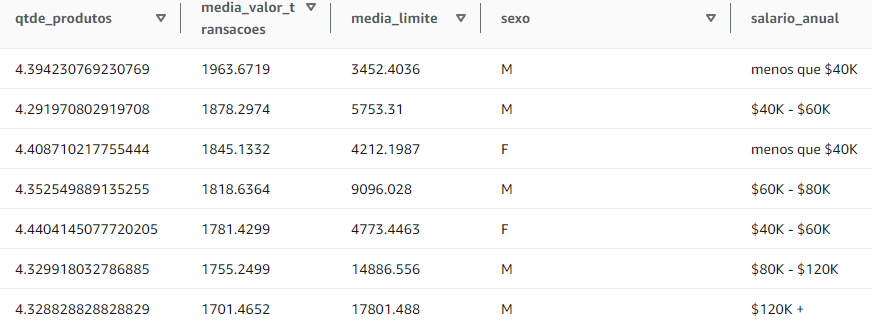 qtde_produtos media_valor_t
ransacoes media_limite sexo salario_anual
4.394230769230769 1963.6719 3452.4036 M menos que $40K
4.291970802919708 1878.2974 5753.31 M $40K - $60K
4.408710217755444 1845.1332 4212.1987 F menos que $40K
4.352549889135255 1818.6364 9096.028 M $60K - $80K
4.4404145077720205 1781.4299 4773.4463 F $40K - $60K
4.329918032786885 1755.2499 14886.556 M $80K - $120K
4.328828828828829 1701.4652 17801.488 M $120K +